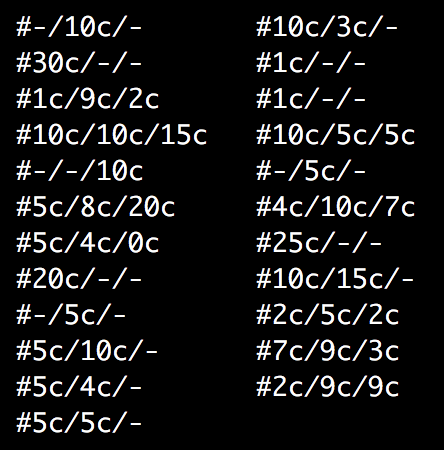 #-/10c/-
#30c/-/-
#1c/9c/2c
#10c/10c/15c
#-/-/10c
#5c/8c/20c
#5c/4c/0c
#20c/-/-
#-/5c/-
#5c/10c/-
#5c/4c/-
#5c/5c/-
#10c/3c/-
#1c/-/-
#1c/-/-
#10c/5c/5c
#-/5c/-
#4c/10c/7c
#25c/-/-
#10c/15c/-
#2c/5c/2c
#7c/9c/3c
#2c/9c/9c